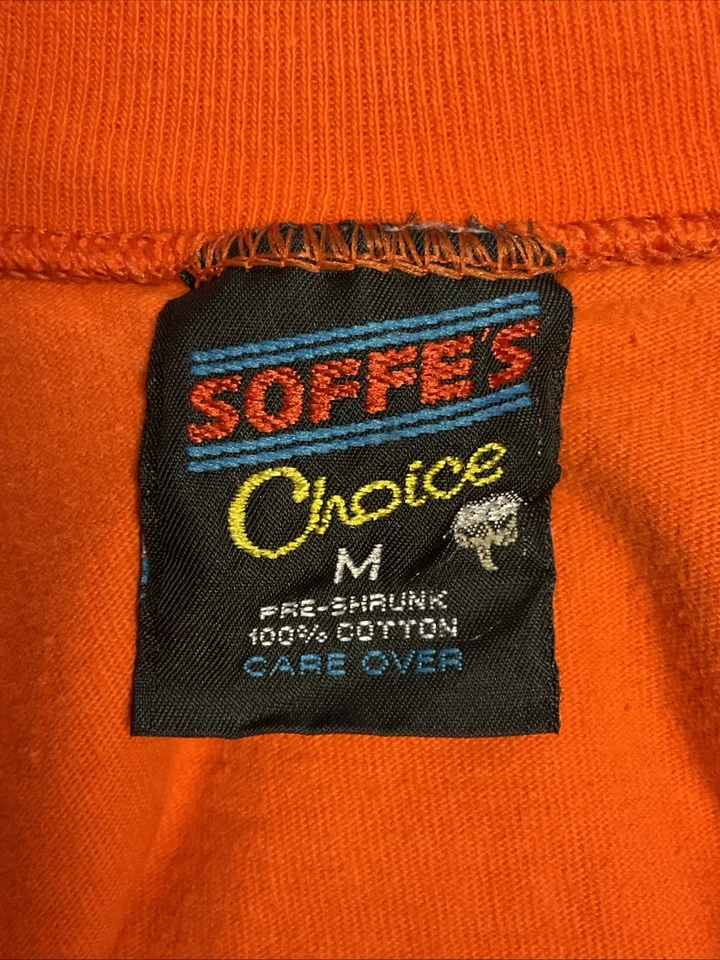 SOFFE'S
Choice
M
PRE-SHRUNK
100% COTTON
CARE OVER